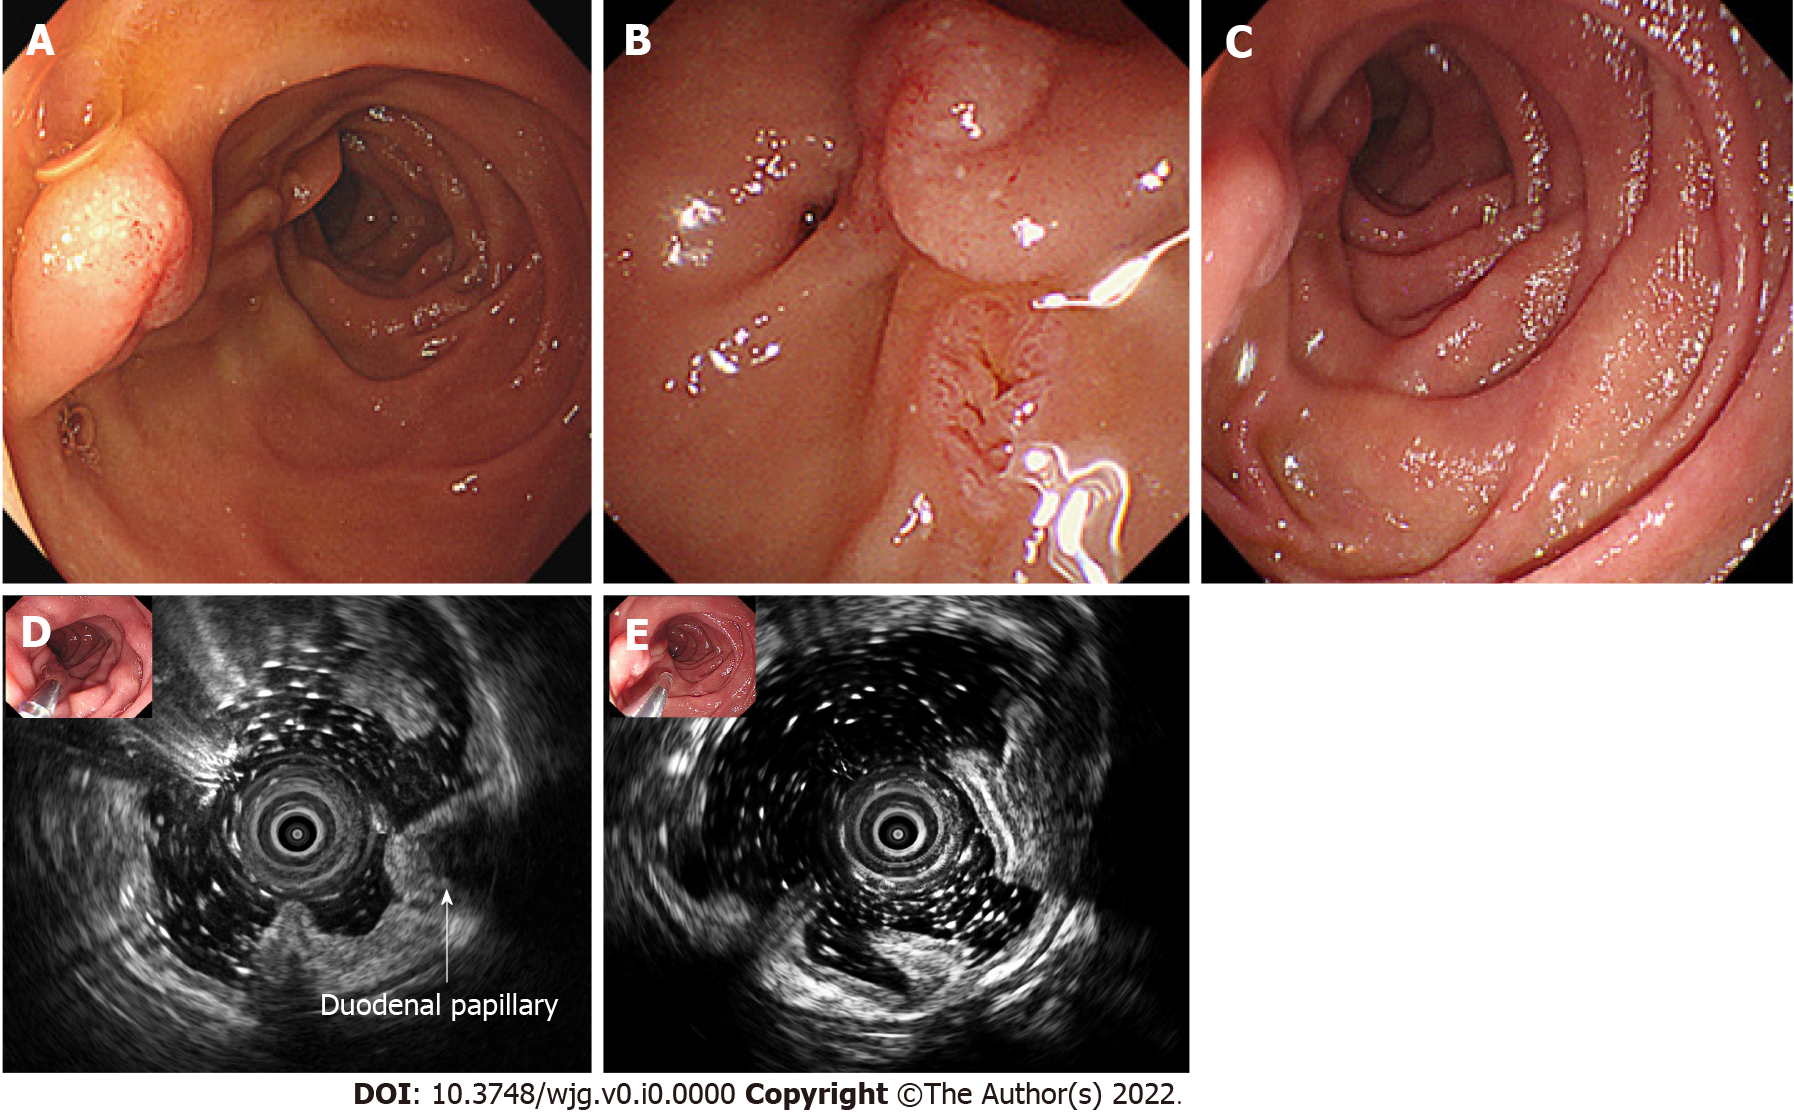 A
B
C
D
E
Duodenal papillary
DOI: 10.3748/wjg.v0.i0.0000 Copyright ©The Author(s) 2022.